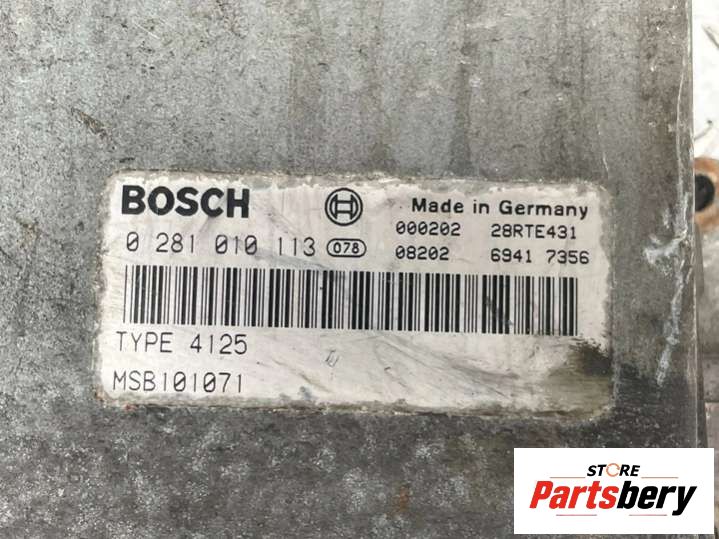 BOSCH Made in Germany
000202 28RTE431
0 281 010 113 078 08202 6941 7356
TYPE 4125
MSB101071
STORE
Partsbery